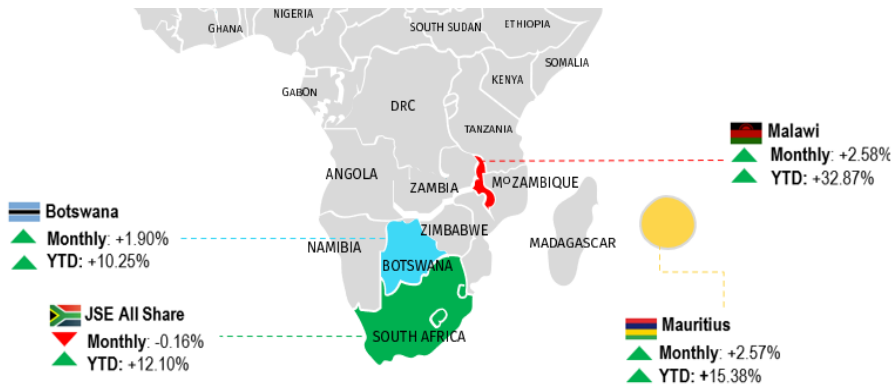 NIGERIA
GHANA
SOUTH SUDAN
ETHIOPIA
SOMALIA
GABON
KENYA
DRC
TANZANIA
ANGOLA
ZAMBIA
MOZAMBIQUE
NAMIBIA
ZIMBABWE
MADAGASCAR
BOTSWANA
SOUTH AFRICA
Malawi
Monthly: +2.58%
YTD: +32.87%
Botswana
Monthly: +1.90%
YTD: +10.25%
JSE All Share
Monthly: -0.16%
YTD: +12.10%
Mauritius
Monthly: +2.57%
YTD: +15.38%